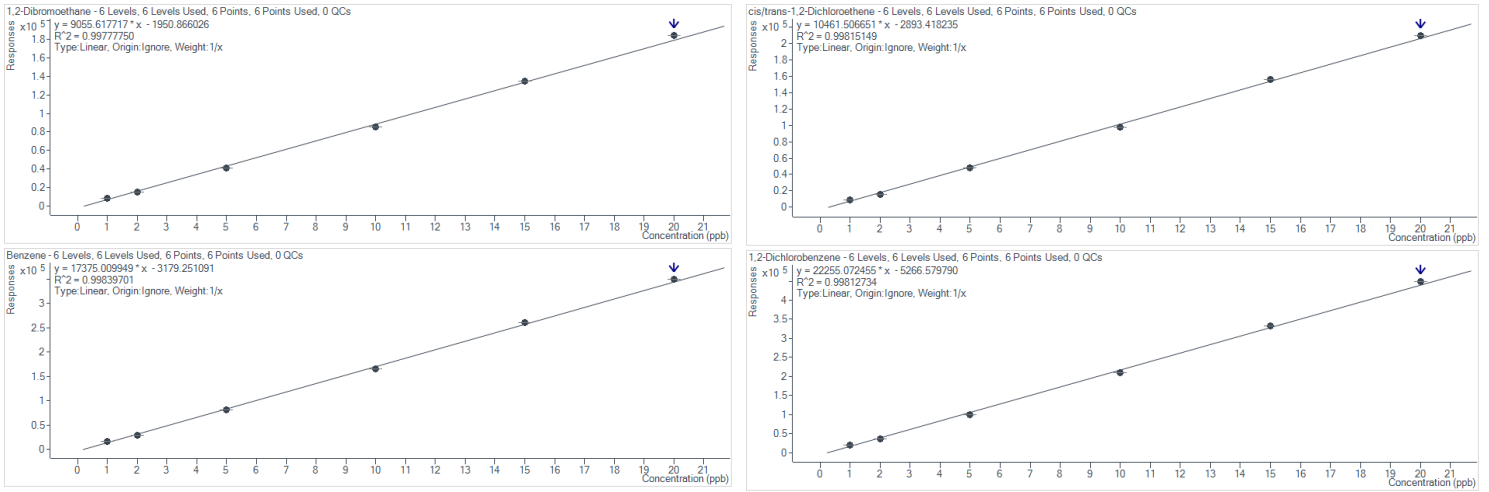 1,2-Dibromoethane - 6 Levels, 6 Levels Used, 6 Points, 6 Points Used, 0 QCs
Responses
x10 5
y = 9055.617717 * x - 1950.866026
R^2 = 0.99777750
Type:Linear, Origin:Ignore, Weight:1/x
1.8
1.6
1.4
1.2
1
0.8
0.6
0.4
0.2
0
0 1 2 3 4 5 6 7 8 9 10 11 12 13 14 15 16 17 18 19 20 21
Concentration (ppb)
cis/trans-1,2-Dichloroethene - 6 Levels, 6 Levels Used, 6 Points, 6 Points Used, 0 QCs
Responses
x10 5
y = 10461.506651 * x - 2893.418235
R^2 = 0.99815149
Type:Linear, Origin:Ignore, Weight:1/x
2
1.8
1.6
1.4
1.2
1
0.8
0.6
0.4
0.2
0
0 1 2 3 4 5 6 7 8 9 10 11 12 13 14 15 16 17 18 19 20 21
Concentration (ppb)
Benzene - 6 Levels, 6 Levels Used, 6 Points, 6 Points Used, 0 QCs
Responses
x10 5
y = 17375.009949 * x - 3179.251091
R^2 = 0.99839701
Type:Linear, Origin:Ignore, Weight:1/x
3
2.5
2
1.5
1
0.5
0
0 1 2 3 4 5 6 7 8 9 10 11 12 13 14 15 16 17 18 19 20 21
Concentration (ppb)
1,2-Dichlorobenzene - 6 Levels, 6 Levels Used, 6 Points, 6 Points Used, 0 QCs
Responses
x10 5
y = 22255.072455 * x - 5266.579790
R^2 = 0.99812734
Type:Linear, Origin:Ignore, Weight:1/x
4
3.5
3
2.5
2
1.5
1
0.5
0
0 1 2 3 4 5 6 7 8 9 10 11 12 13 14 15 16 17 18 19 20 21
Concentration (ppb)